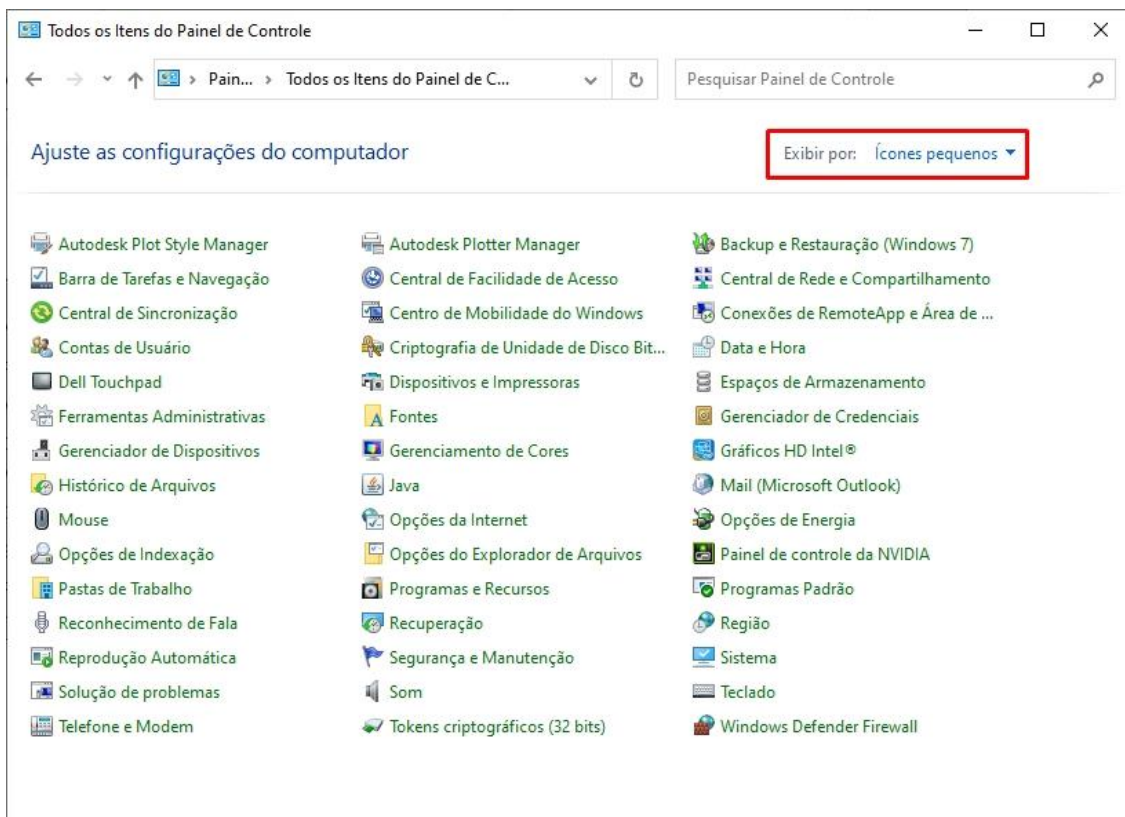 Todos os Itens do Painel de Controle
Pain... > Todos os Itens do Painel de C...
Pesquisar Painel de Controle
Ajuste as configurações do computador
Exibir por: Ícones pequenos
Autodesk Plot Style Manager
Autodesk Plotter Manager
Backup e Restauração (Windows 7)
Barra de Tarefas e Navegação
Central de Facilidade de Acesso
Central de Rede e Compartilhamento
Central de Sincronização
Centro de Mobilidade do Windows
Conexões de RemoteApp e Área de ...
Contas de Usuário
Criptografia de Unidade de Disco Bit...
Data e Hora
Dell Touchpad
Dispositivos e Impressoras
Espaços de Armazenamento
Ferramentas Administrativas
Fontes
Gerenciador de Credenciais
Gerenciador de Dispositivos
Gerenciamento de Cores
Gráficos HD Intel®
Histórico de Arquivos
Java
Mail (Microsoft Outlook)
Mouse
Opções da Internet
Opções de Energia
Opções de Indexação
Opções do Explorador de Arquivos
Painel de controle da NVIDIA
Pastas de Trabalho
Programas e Recursos
Programas Padrão
Reconhecimento de Fala
Recuperação
Região
Reprodução Automática
Segurança e Manutenção
Sistema
Solução de problemas
Som
Teclado
Telefone e Modem
Tokens criptográficos (32 bits)
Windows Defender Firewall